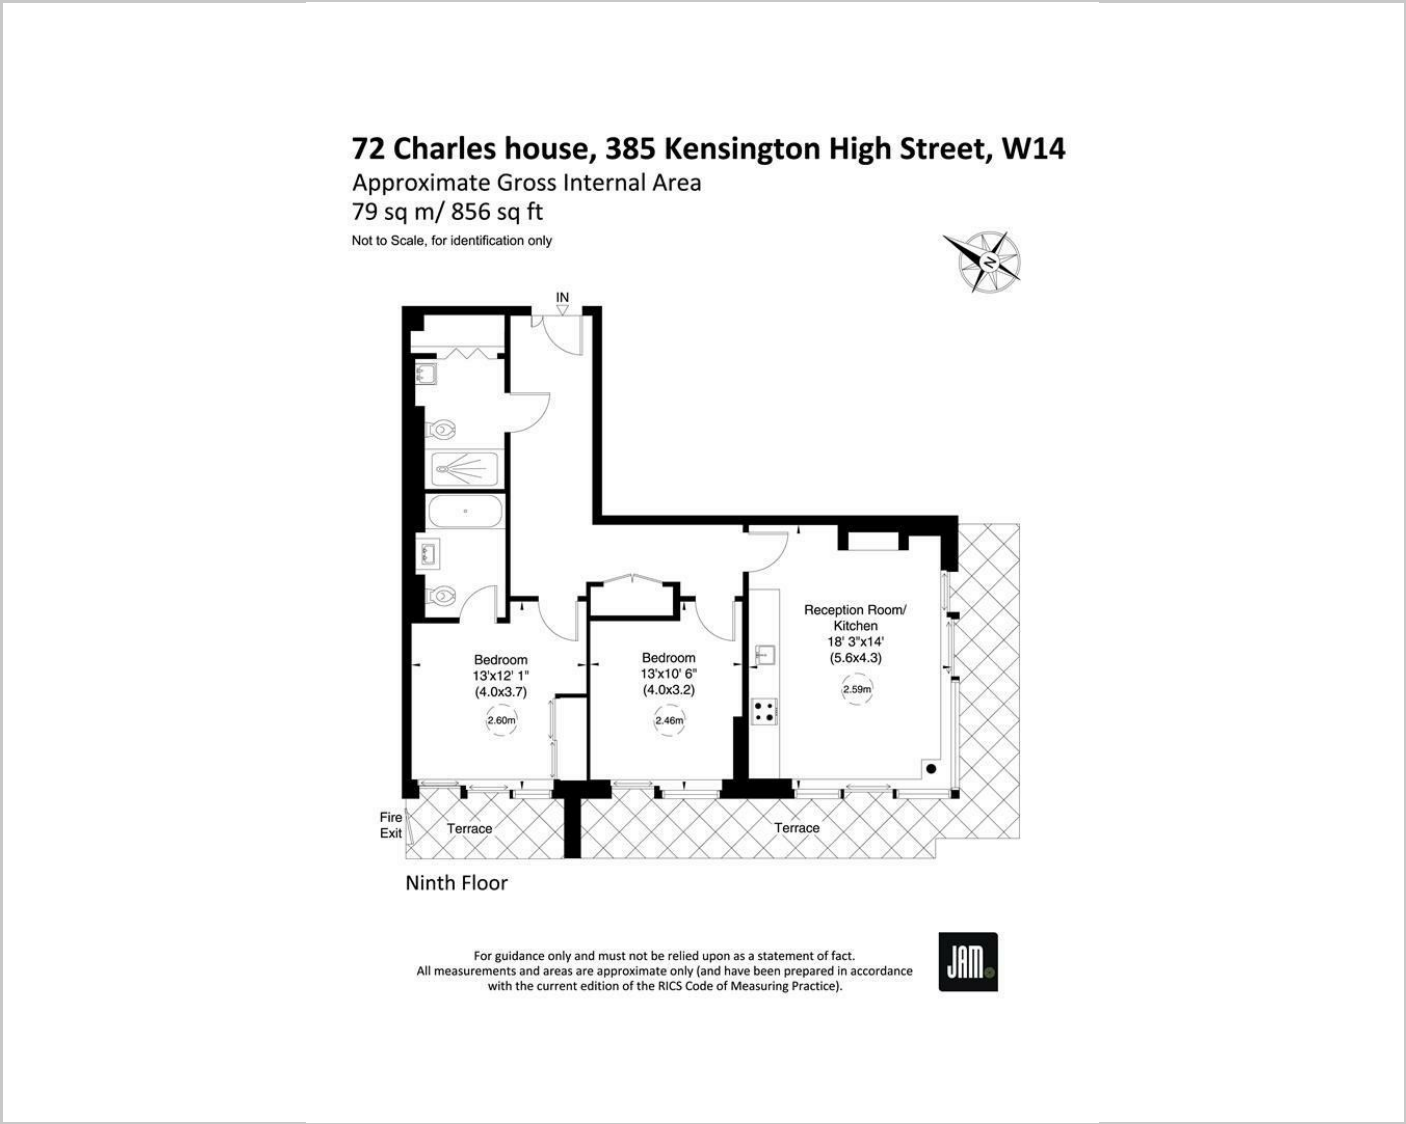 72 Charles house, 385 Kensington High Street, W14
Approximate Gross Internal Area
79 sq m/ 856 sq ft
Not to Scale, for identification only
N
IN
Reception Room/
Kitchen
18' 3"x14'
(5.6x4.3)
2.59m
Bedroom
13'x12' 1"
(4.0x3.7)
2.60m
Bedroom
13'x10' 6"
(4.0x3.2)
2.46m
Fire
Exit
Terrace
Terrace
Ninth Floor
For guidance only and must not be relied upon as a statement of fact.
All measurements and areas are approximate only (and have been prepared in accordance
with the current edition of the RICS Code of Measuring Practice).
JAM.